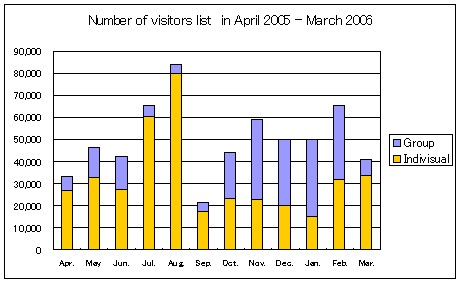 Number of visitors list in April 2005 - March 2006
90,000
80,000
70,000
60,000
50,000
40,000
30,000
20,000
10,000
0
Apr. May Jun. Jul. Aug. Sep. Oct. Nov. Dec. Jan. Feb. Mar.
Group
Indivisual